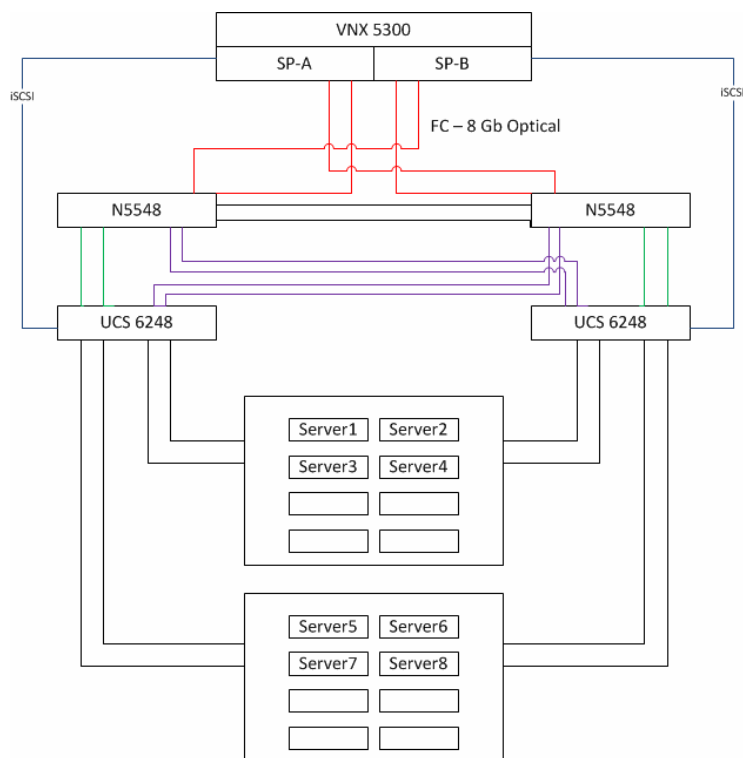 VNX 5300
SP-A SP-B
iSCSI iSCSI
FC – 8 Gb Optical
N5548 N5548
UCS 6248 UCS 6248
Server1 Server2
Server3 Server4
Server5 Server6
Server7 Server8